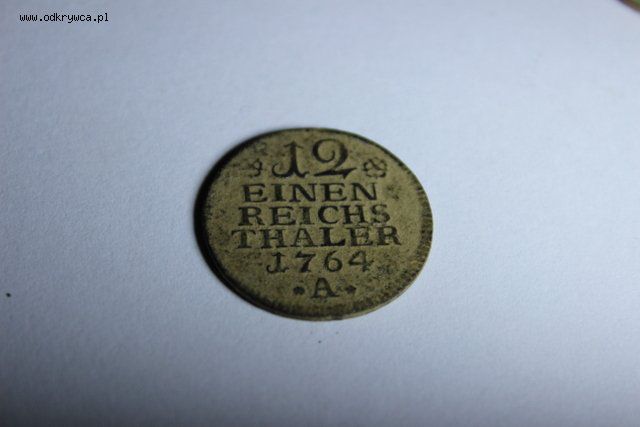 www.odkrywca.pl
12
EINEN
REICHS
THALER
1764
·A·